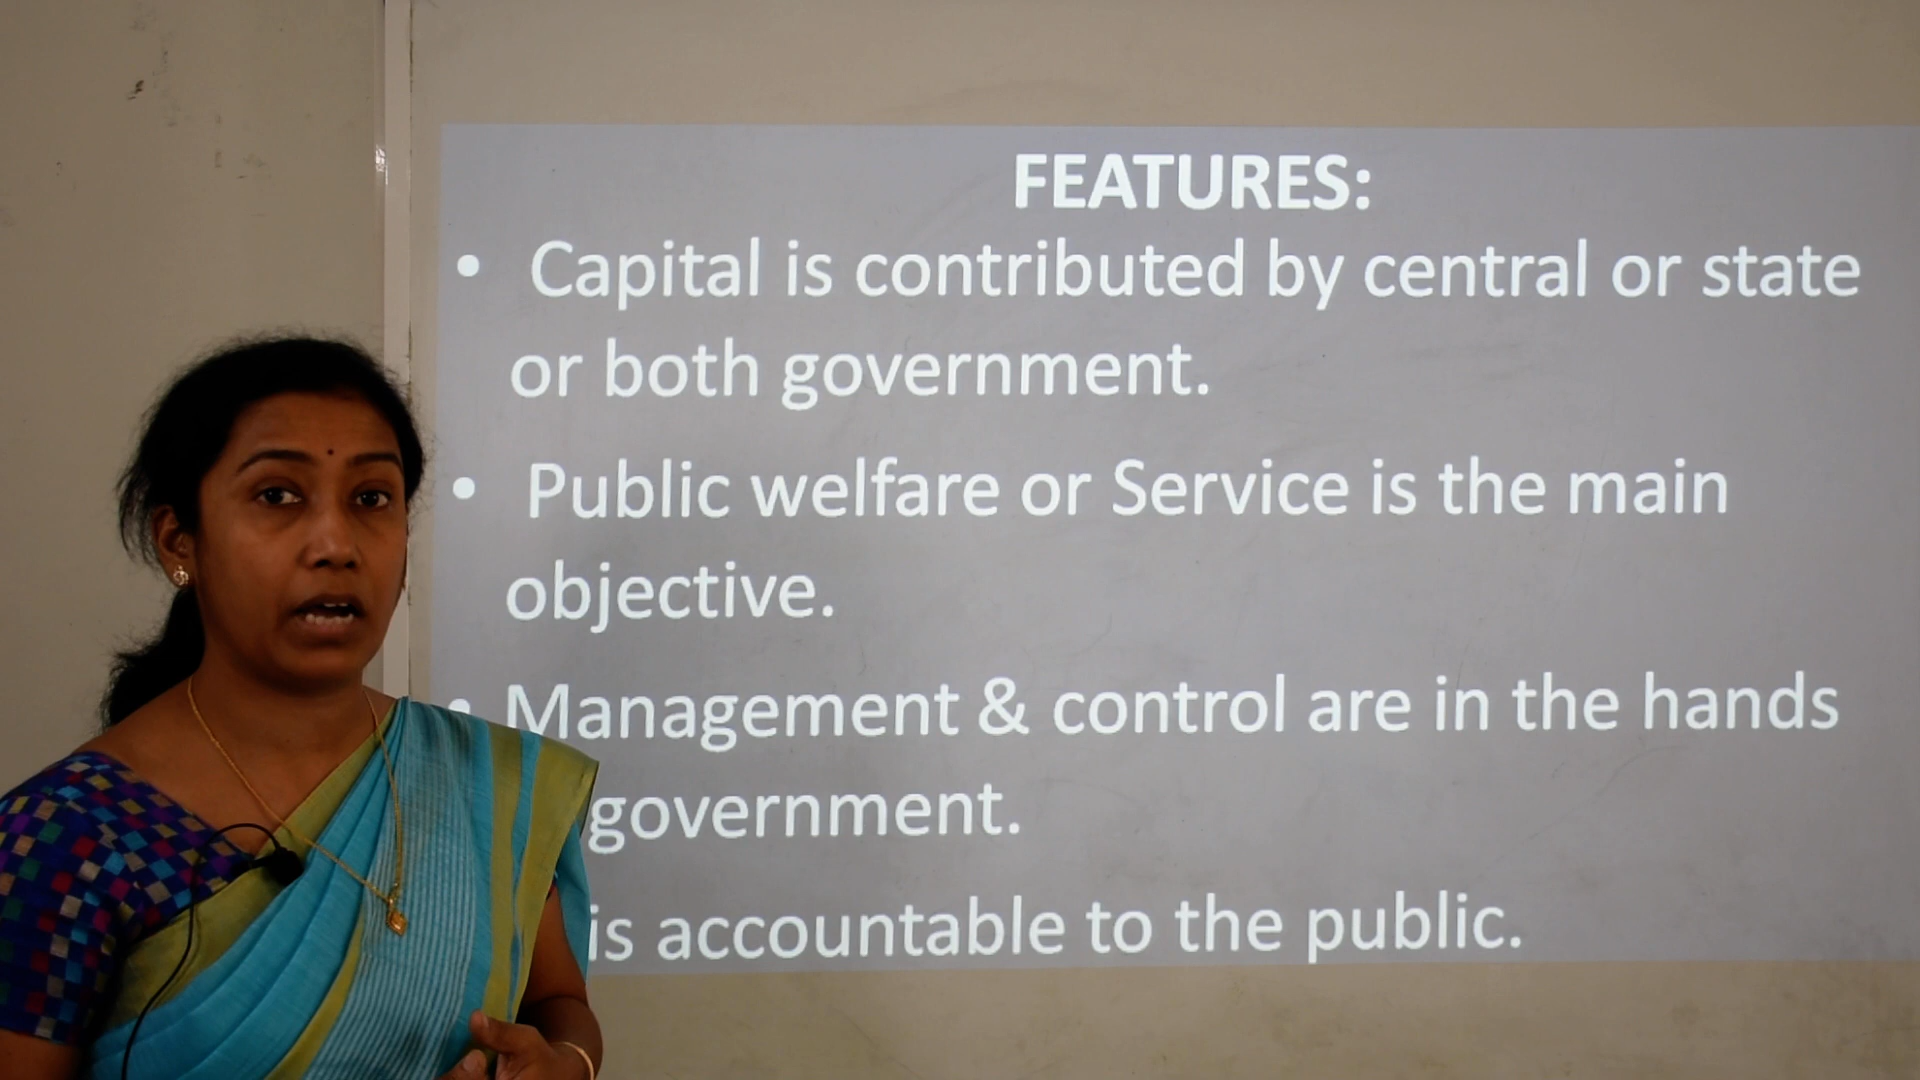 FEATURES:
• Capital is contributed by central or state
or both government.
• Public welfare or Service is the main
objective.
• Management & control are in the hands
government.
is accountable to the public.